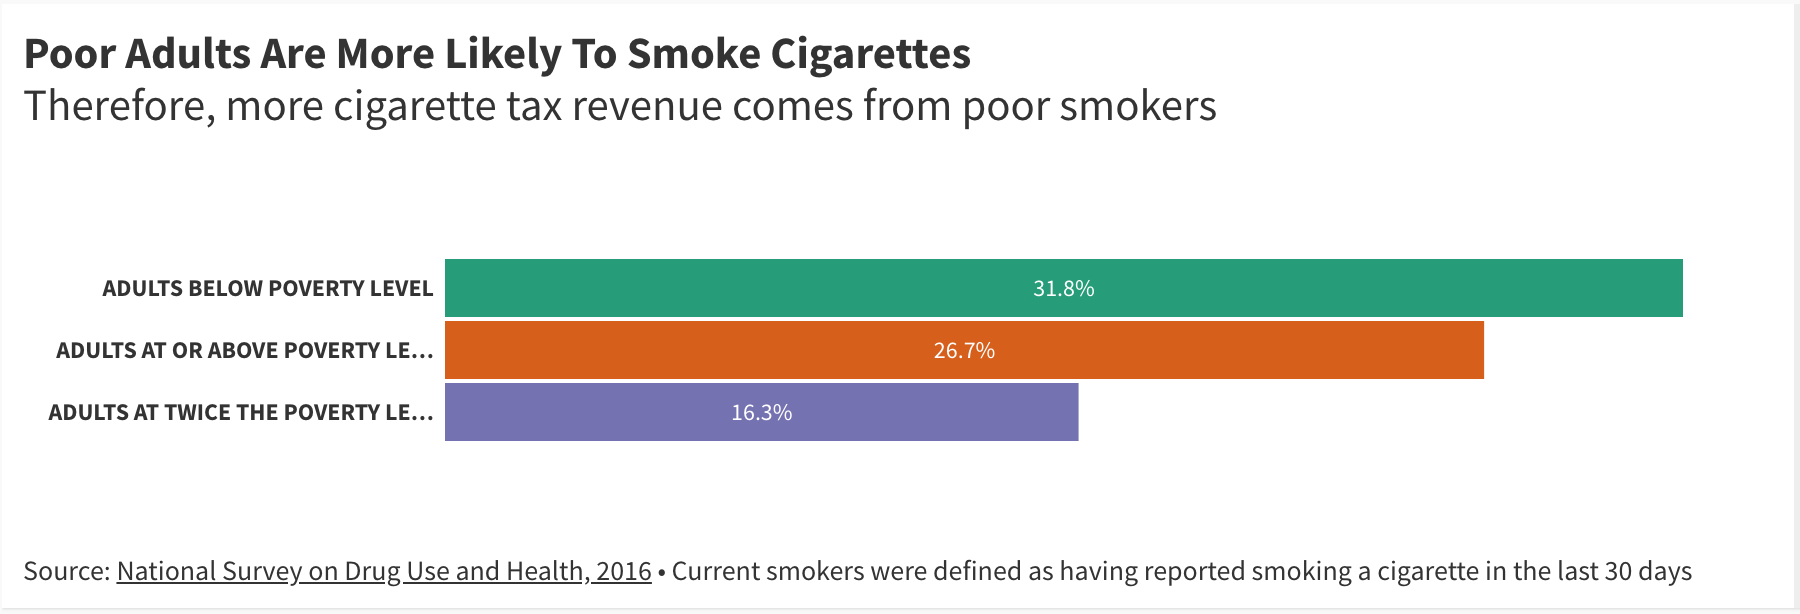 Poor Adults Are More Likely To Smoke Cigarettes
Therefore, more cigarette tax revenue comes from poor smokers
ADULTS BELOW POVERTY LEVEL 31.8%
ADULTS AT OR ABOVE POVERTY LE... 26.7%
ADULTS AT TWICE THE POVERTY LE... 16.3%
Source: National Survey on Drug Use and Health, 2016 • Current smokers were defined as having reported smoking a cigarette in the last 30 days